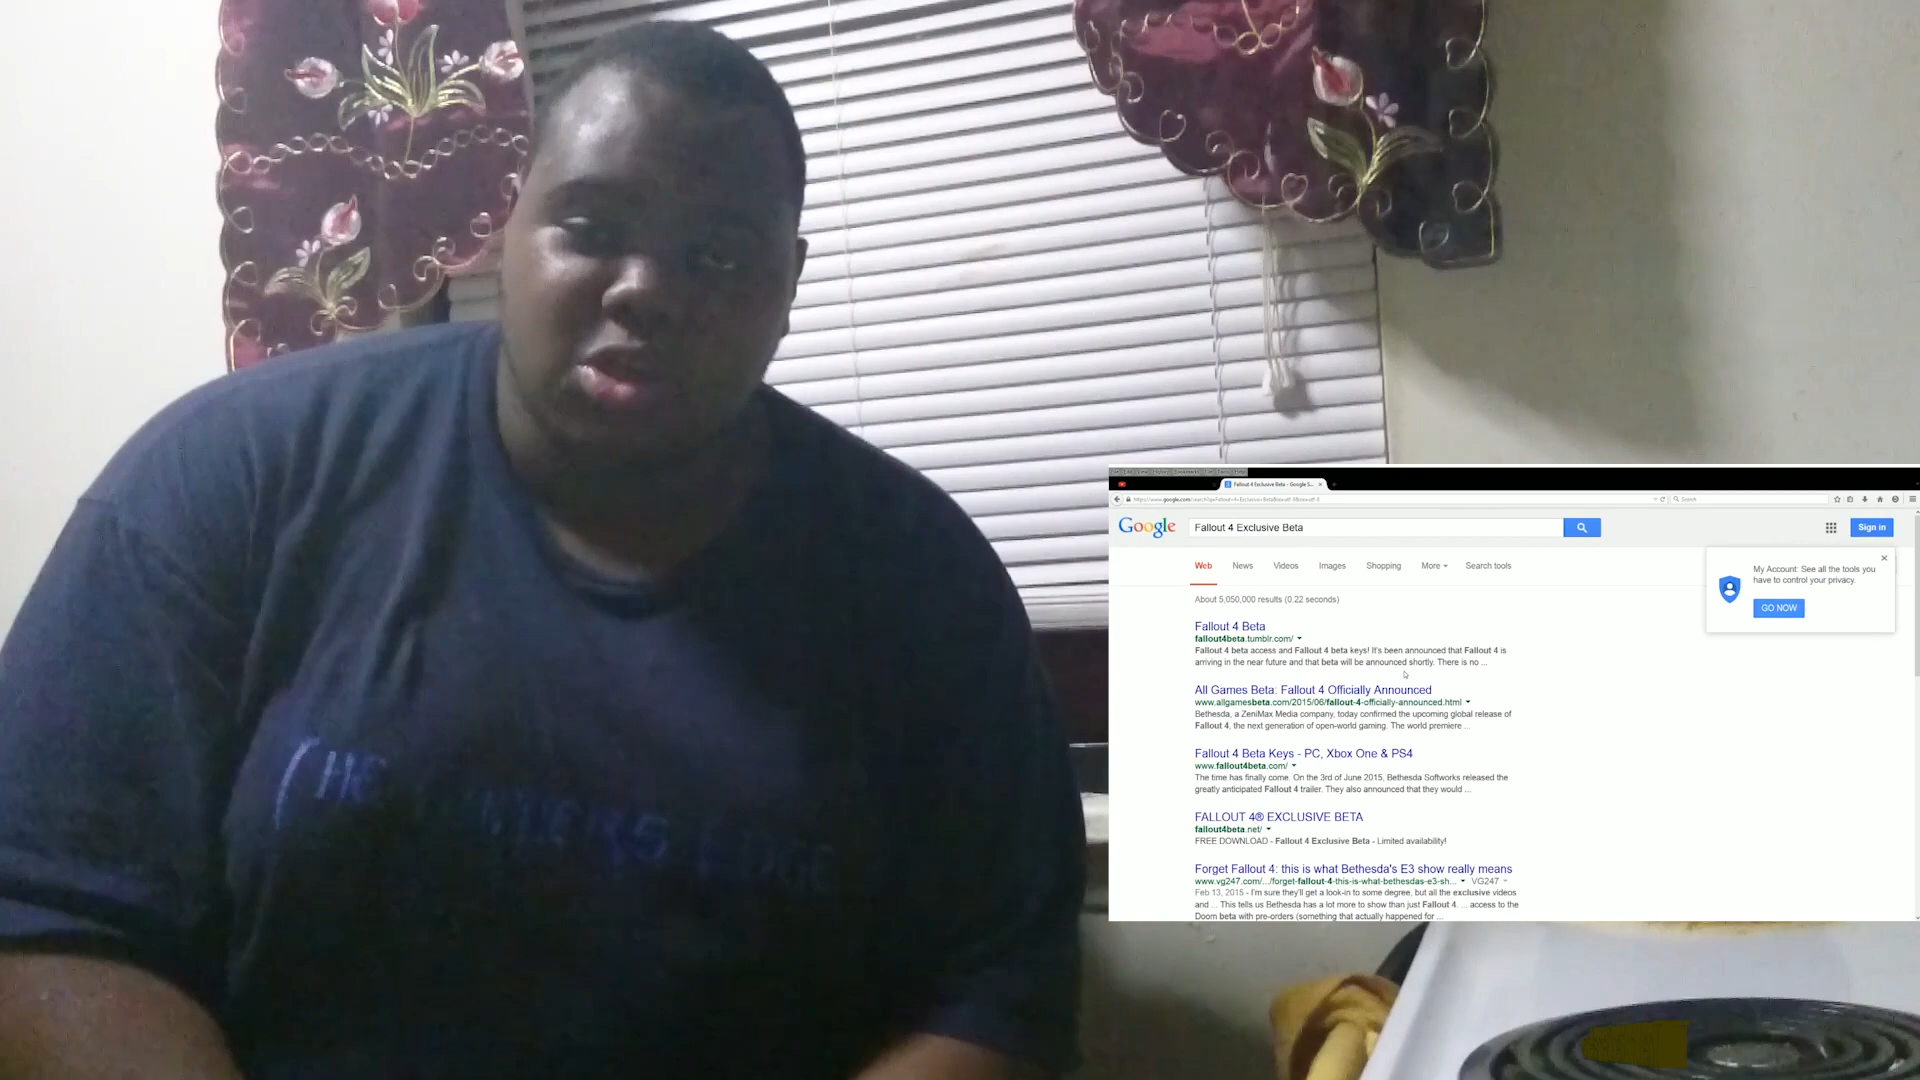 Fallout 4 Exclusive Beta - Google S...
Search
Google
Fallout 4 Exclusive Beta
Sign in
Web News Videos Images Shopping More Search tools
My Account: See all the tools you
have to control your privacy.
GO NOW
About 5,050,000 results (0.22 seconds)
Fallout 4 Beta
fallout4beta.tumblr.com/
Fallout 4 beta access and Fallout 4 beta keys! It's been announced that Fallout 4 is
arriving in the near future and that beta will be announced shortly. There is no ...
All Games Beta: Fallout 4 Officially Announced
www.allgamesbeta.com/2015/06/fallout-4-officially-announced.html
Bethesda, a ZeniMax Media company, today confirmed the upcoming global release of
Fallout 4, the next generation of open-world gaming. The world premiere ...
Fallout 4 Beta Keys - PC, Xbox One & PS4
www.fallout4beta.com/
The time has finally come. On the 3rd of June 2015, Bethesda Softworks released the
greatly anticipated Fallout 4 trailer. They also announced that they would ...
FALLOUT 4® EXCLUSIVE BETA
fallout4beta.net/
FREE DOWNLOAD - Fallout 4 Exclusive Beta - Limited availability!
Forget Fallout 4: this is what Bethesda's E3 show really means
www.vg247.com/.../forget-fallout-4-this-is-what-bethesdas-e3-sh... VG247
Feb 13, 2015 - I'm sure they'll get a look-in to some degree, but all the exclusive videos
and ... This tells us Bethesda has a lot more to show than just Fallout 4. ... access to the
Doom beta with pre-orders (something that actually happened for ...